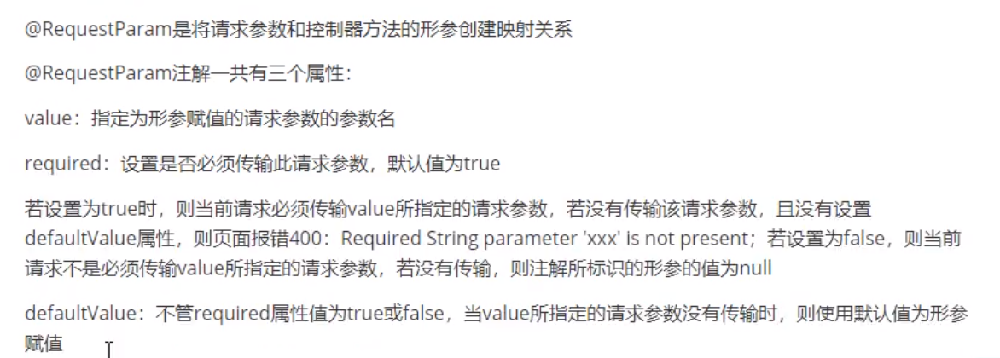 @RequestParam是将请求参数和控制器方法的形参创建映射关系
@RequestParam注解一共有三个属性：
value：指定为形参赋值的请求参数的参数名
required：设置是否必须传输此请求参数，默认值为true
若设置为true时，则当前请求必须传输value所指定的请求参数，若没有传输该请求参数，且没有设置
defaultValue属性，则页面报错400：Required String parameter 'xxx' is not present；若设置为false，则当前
请求不是必须传输value所指定的请求参数，若没有传输，则注解所标识的形参的值为null
defaultValue：不管required属性值为true或false，当value所指定的请求参数没有传输时，则使用默认值为形参
赋值